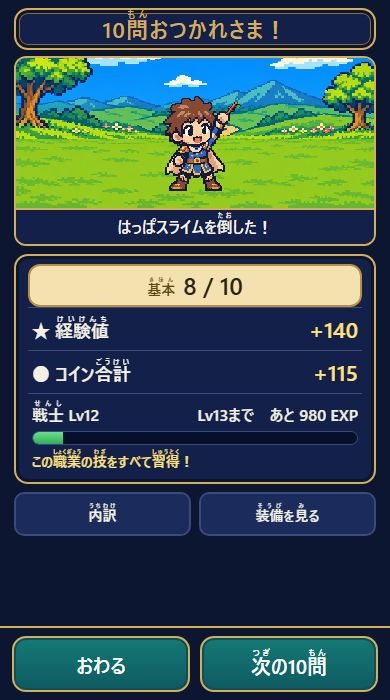 10問おつかれさま！
はっぱスライムを倒した！
基本 8 / 10
★ 経験値 +140
● コイン合計 +115
戦士 Lv12 Lv13まで あと 980 EXP
この職業の技をすべて習得！
内訳 装備を見る
おわる 次の10問